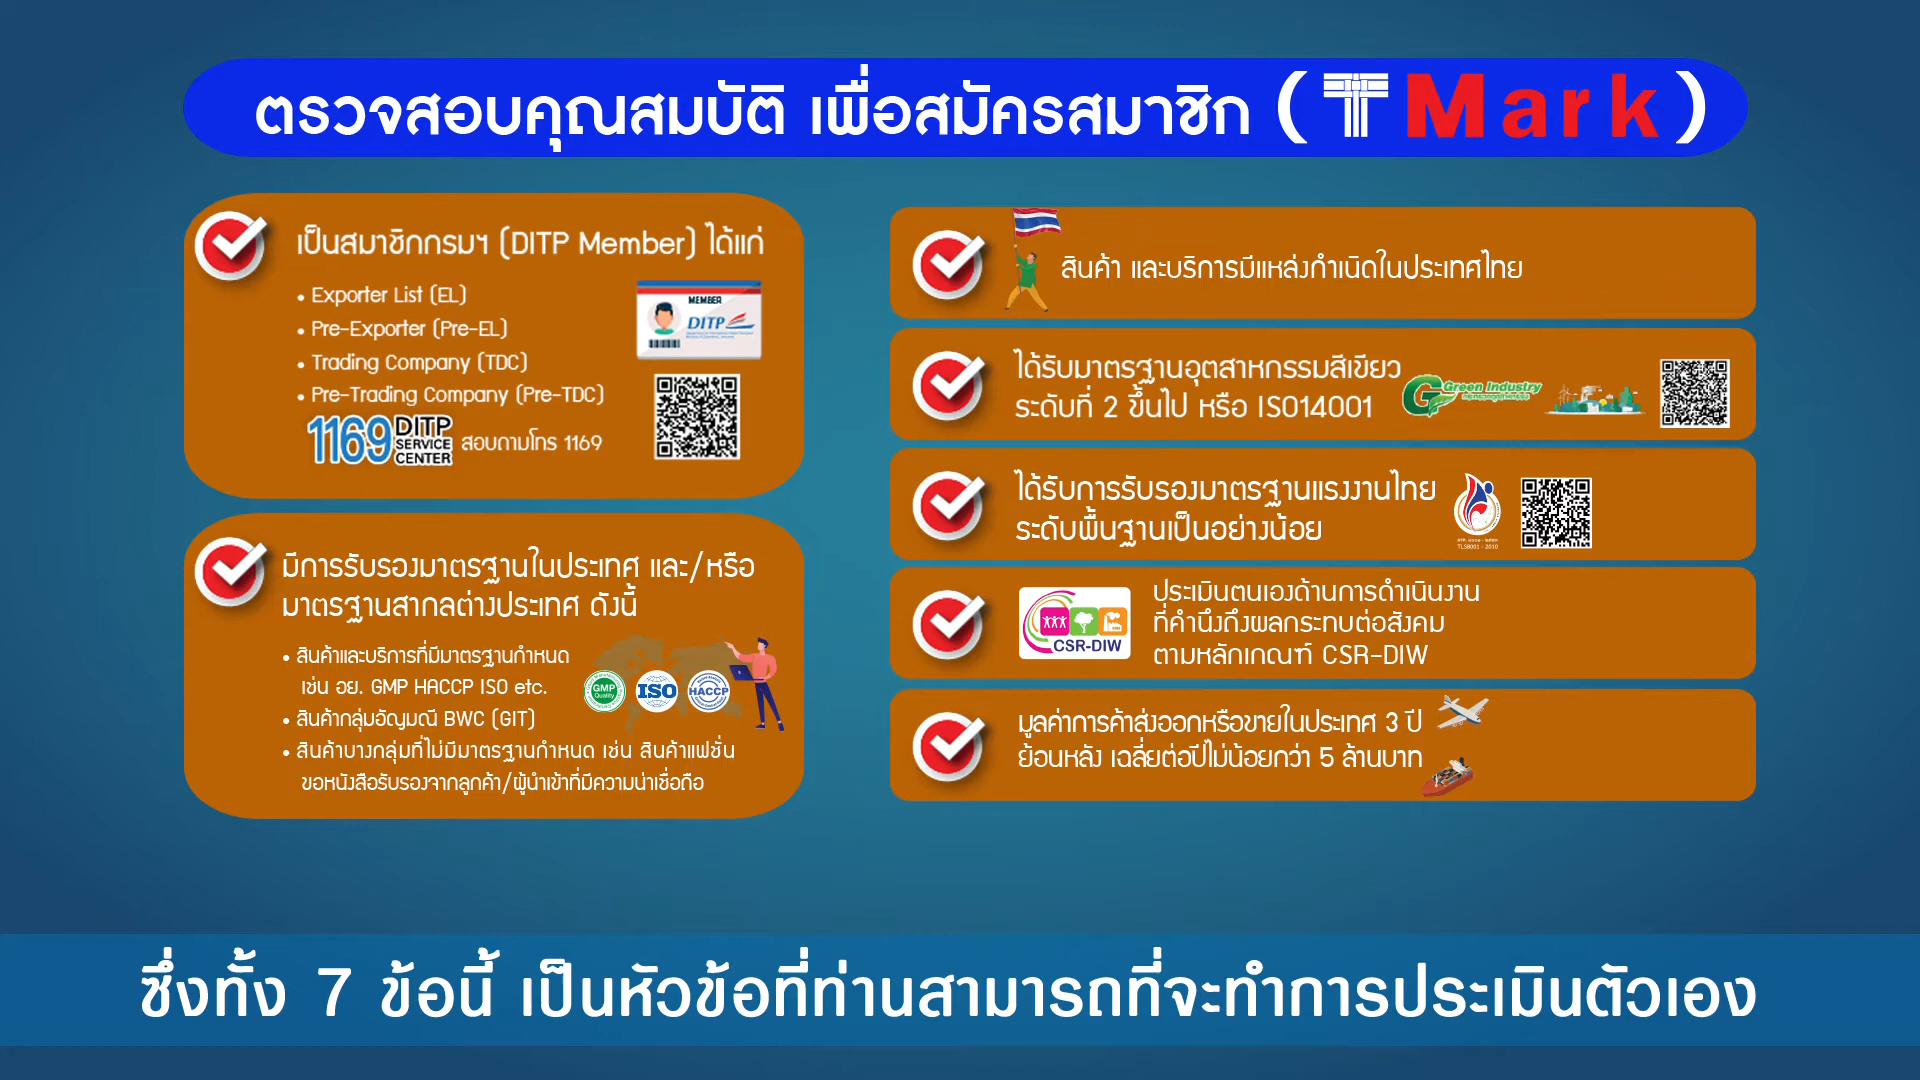 ตรวจสอบคุณสมบัติ เพื่อสมัครสมาชิก (T Mark)
เป็นสมาชิกกรมฯ (DITP Member) ได้แก่
• Exporter List (EL)
• Pre-Exporter (Pre-EL)
• Trading Company (TDC)
• Pre-Trading Company (Pre-TDC)
MEMBER
DITP
1169 DITP SERVICE CENTER สอบถามโทร 1169
มีการรับรองมาตรฐานในประเทศ และ/หรือ
มาตรฐานสากลต่างประเทศ ดังนี้
• สินค้าและบริการที่มีมาตรฐานกำหนด
เช่น อย. GMP HACCP ISO etc.
• สินค้ากลุ่มอัญมณี BWC (GIT)
• สินค้าบางกลุ่มที่ไม่มีมาตรฐานกำหนด เช่น สินค้าแฟชั่น
ขอหนังสือรับรองจากลูกค้า/ผู้นำเข้าที่มีความน่าเชื่อถือ
GMP
Quality
ISO
HACCP
สินค้า และบริการมีแหล่งกำเนิดในประเทศไทย
ได้รับมาตรฐานอุตสาหกรรมสีเขียว
ระดับที่ 2 ขึ้นไป หรือ ISO14001
Green Industry
ได้รับการรับรองมาตรฐานแรงงานไทย
ระดับพื้นฐานเป็นอย่างน้อย
TLS8001 - 2010
CSR-DIW
ประเมินตนเองด้านการดำเนินงาน
ที่คำนึงถึงผลกระทบต่อสังคม
ตามหลักเกณฑ์ CSR-DIW
มูลค่าการค้าส่งออกหรือขายในประเทศ 3 ปี
ย้อนหลัง เฉลี่ยต่อปีไม่น้อยกว่า 5 ล้านบาท
ซึ่งทั้ง 7 ข้อนี้ เป็นหัวข้อที่ท่านสามารถที่จะทำการประเมินตัวเอง